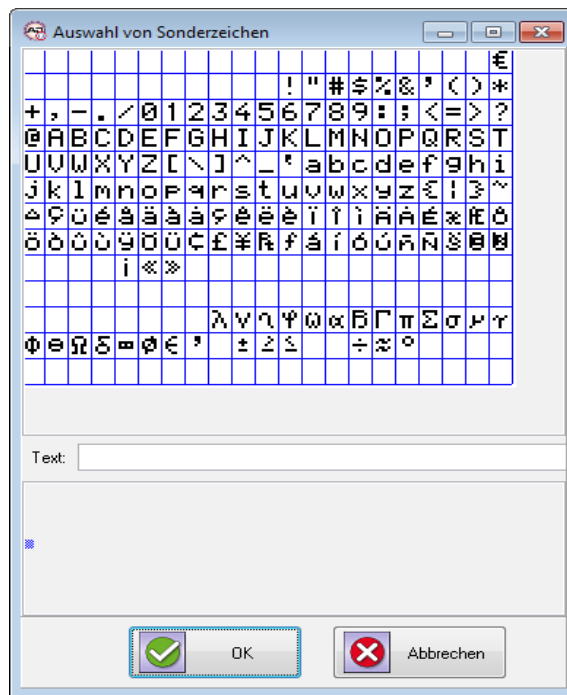 Auswahl von Sonderzeichen
€
! " # $ % & ' ( ) *
+ , - . / 0 1 2 3 4 5 6 7 8 9 : ; < = > ?
@ A B C D E F G H I J K L M N O P Q R S T
U V W X Y Z [ \ ] ^ _ ' a b c d e f g h i
j k l m n o p q r s t u v w x y z { ¦ } ~
ü é â ä à å ç ê ë è ï î ì Ä Å É æ Æ ô
ö ò û ù ÿ Ö Ü ¢ £ ¥ ₧ ƒ á í ó ú ñ Ñ
¡ « »
λ ν η Ψ ω α Γ π Σ σ μ
Φ Θ Ω δ ∞ ø ∈ ' ± ≥ ≤ ÷ ≈ °
Text:
OK
Abbrechen